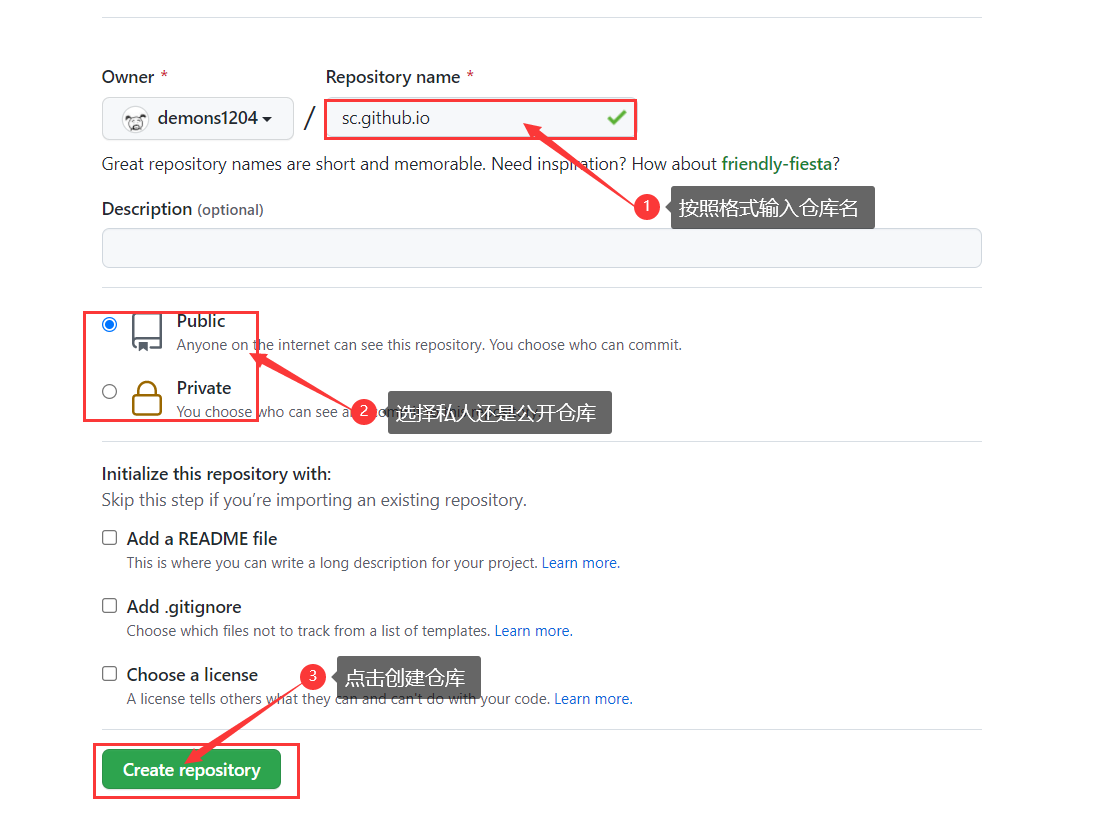 Owner *
Repository name *
demons1204
/
sc.github.io
Great repository names are short and memorable. Need inspiration? How about friendly-fiesta?
1
按照格式输入仓库名
Description (optional)
Public
Anyone on the internet can see this repository. You choose who can commit.
Private
You choose who can see a
2
选择私人还是公开仓库
Initialize this repository with:
Skip this step if you're importing an existing repository.
Add a README file
This is where you can write a long description for your project. Learn more.
Add .gitignore
Choose which files not to track from a list of templates. Learn more.
Choose a license
3
点击创建仓库
A license tells others what they can and can't do with your code. Learn more.
Create repository